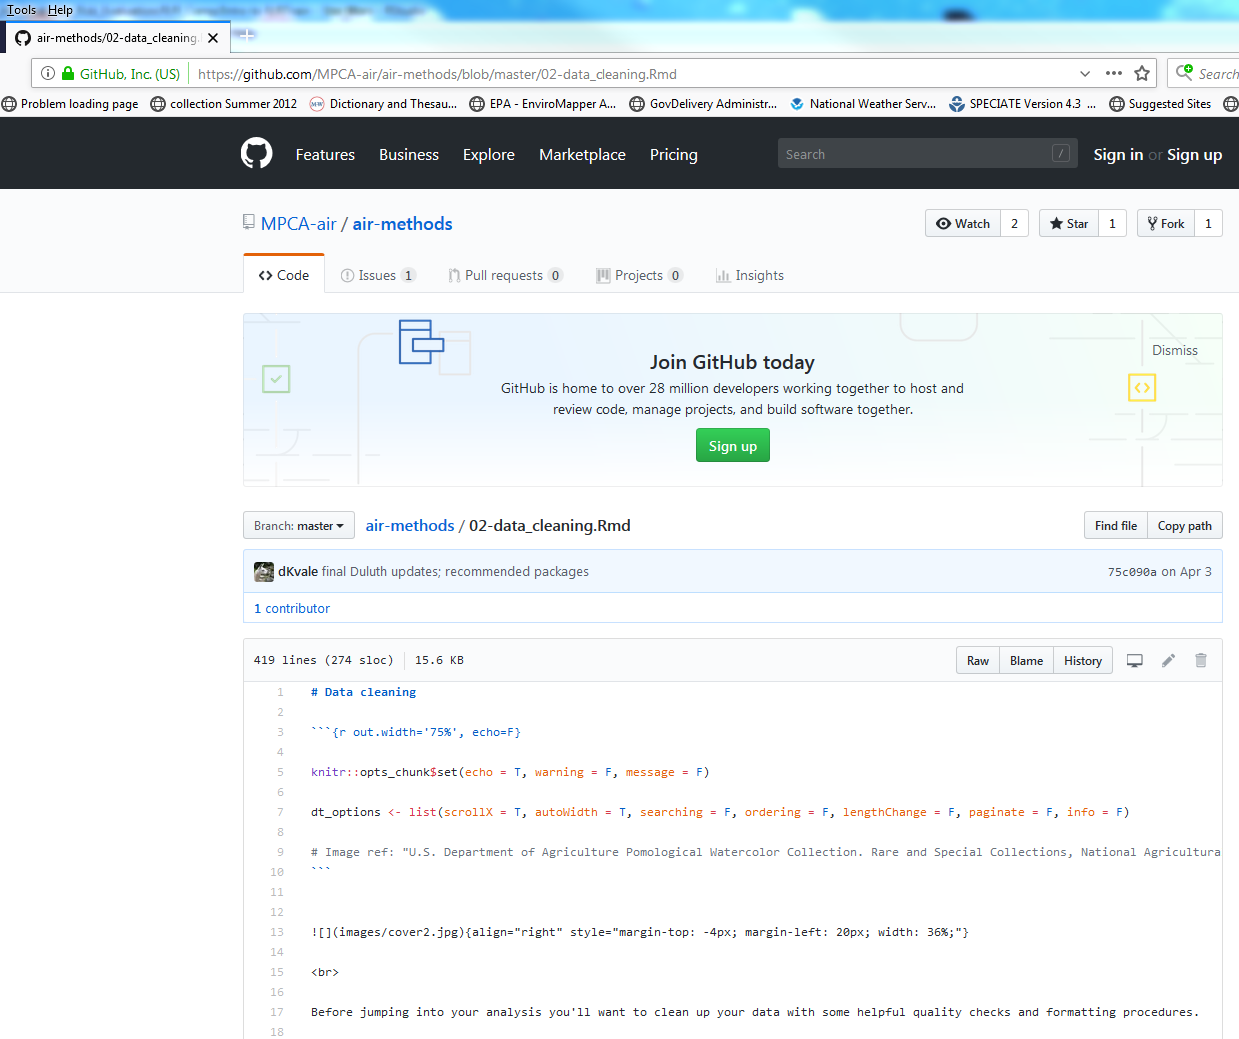 Tools Help
air-methods/02-data_cleaning.
GitHub, Inc. (US) https://github.com/MPCA-air/air-methods/blob/master/02-data_cleaning.Rmd Search
Problem loading page collection Summer 2012 Dictionary and Thesau... EPA - EnviroMapper A... GovDelivery Administr... National Weather Serv... SPECIATE Version 4.3 ... Suggested Sites
Features Business Explore Marketplace Pricing Search / Sign in or Sign up
MPCA-air / air-methods Watch 2 Star 1 Fork 1
Code Issues 1 Pull requests 0 Projects 0 Insights
Join GitHub today
Dismiss
GitHub is home to over 28 million developers working together to host and
review code, manage projects, and build software together.
Sign up
Branch: master air-methods / 02-data_cleaning.Rmd Find file Copy path
dKvale final Duluth updates; recommended packages 75c090a on Apr 3
1 contributor
419 lines (274 sloc) 15.6 KB Raw Blame History
1 # Data cleaning
2
3 ```{r out.width='75%', echo=F}
4
5 knitr::opts_chunk$set(echo = T, warning = F, message = F)
6
7 dt_options <- list(scrollX = T, autoWidth = T, searching = F, ordering = F, lengthChange = F, paginate = F, info = F)
8
9 # Image ref: "U.S. Department of Agriculture Pomological Watercolor Collection. Rare and Special Collections, National Agricultura
10 ```
11
12
13 ![](images/cover2.jpg){align="right" style="margin-top: -4px; margin-left: 20px; width: 36%;"}
14
15 <br>
16
17 Before jumping into your analysis you'll want to clean up your data with some helpful quality checks and formatting procedures.
18